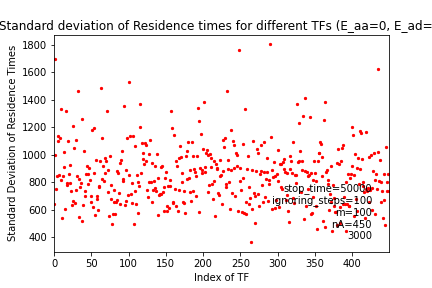 Standard deviation of Residence times for different TFs (E_aa=0, E_ad=
1800
1600
1400
1200
1000
800
600
400
Standard Deviation of Residence Times
stop_time=50000
ignoring_steps=100
m=100
nA=450
3000
0 50 100 150 200 250 300 350 400
Index of TF